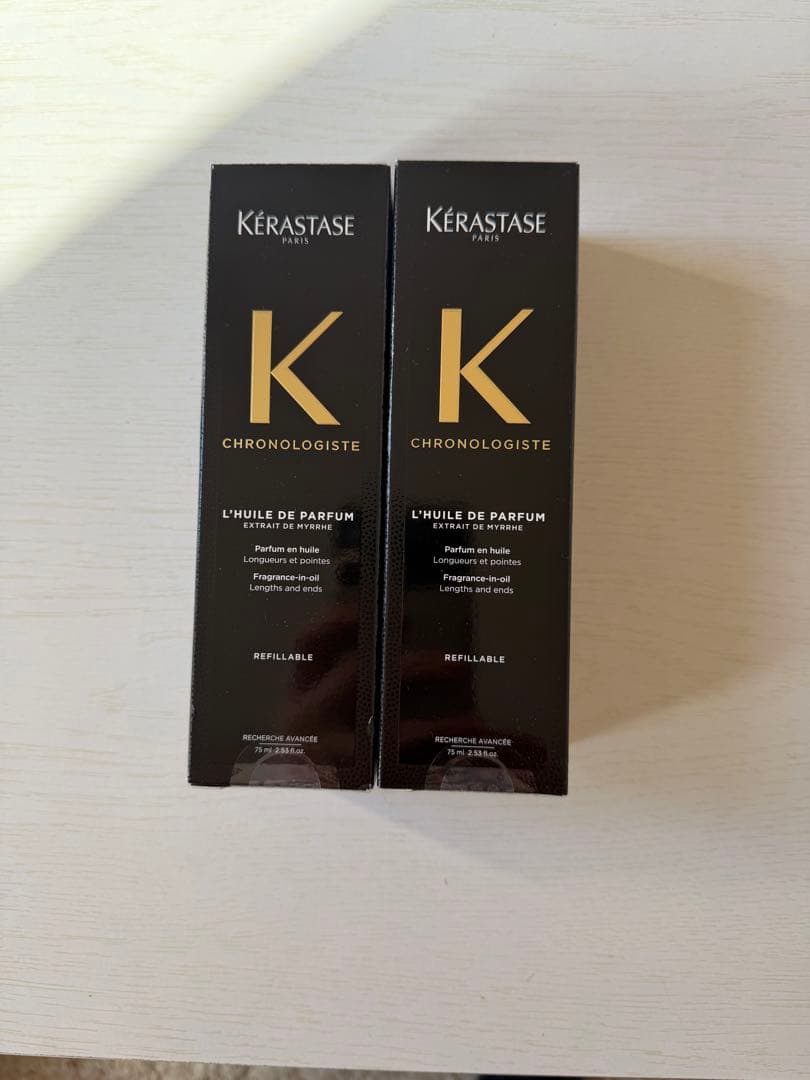 KÉRASTASE
PARIS
K
CHRONOLOGISTE
L'HUILE DE PARFUM
EXTRAIT DE MYRRHE
Parfum en huile
Longueurs et pointes
Fragrance-in-oil
Lengths and ends
REFILLABLE
RECHERCHE AVANCÉE
75 ml 2.53 fl.oz.
KÉRASTASE
PARIS
K
CHRONOLOGISTE
L'HUILE DE PARFUM
EXTRAIT DE MYRRHE
Parfum en huile
Longueurs et pointes
Fragrance-in-oil
Lengths and ends
REFILLABLE
RECHERCHE AVANCÉE
75 ml 2.53 fl.oz.